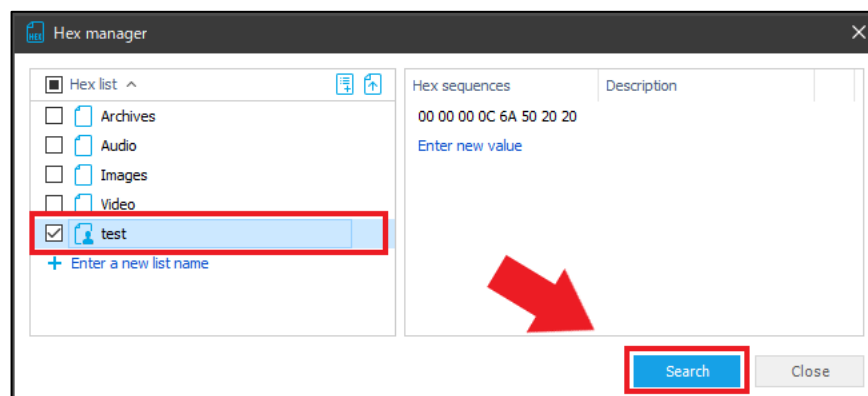 HEX Hex manager
Hex list
Archives
Audio
Images
Video
test
+ Enter a new list name
Hex sequences Description
00 00 00 0C 6A 50 20 20
Enter new value
Search Close